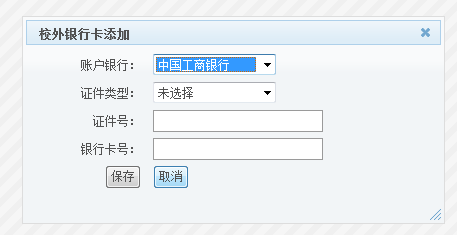 校外银行卡添加
账户银行： 中国工商银行
证件类型： 未选择
证件号：
银行卡号：
保存 取消